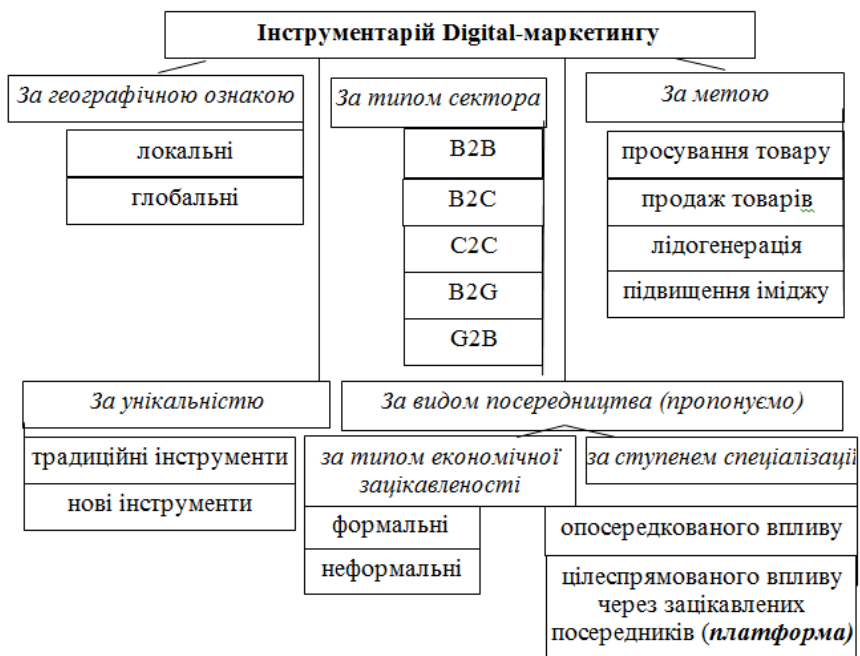 Інструментарій Digital-маркетингу
За географічною ознакою
локальні
глобальні
За типом сектора
B2B
B2C
C2C
B2G
G2B
За метою
просування товару
продаж товарів
лідогенерація
підвищення іміджу
За унікальністю
традиційні інструменти
нові інструменти
За видом посередництва (пропонуємо)
за типом економічної
зацікавленості
формальні
неформальні
за ступенем спеціалізації
опосередкованого впливу
цілеспрямованого впливу
через зацікавлених
посередників (платформа)